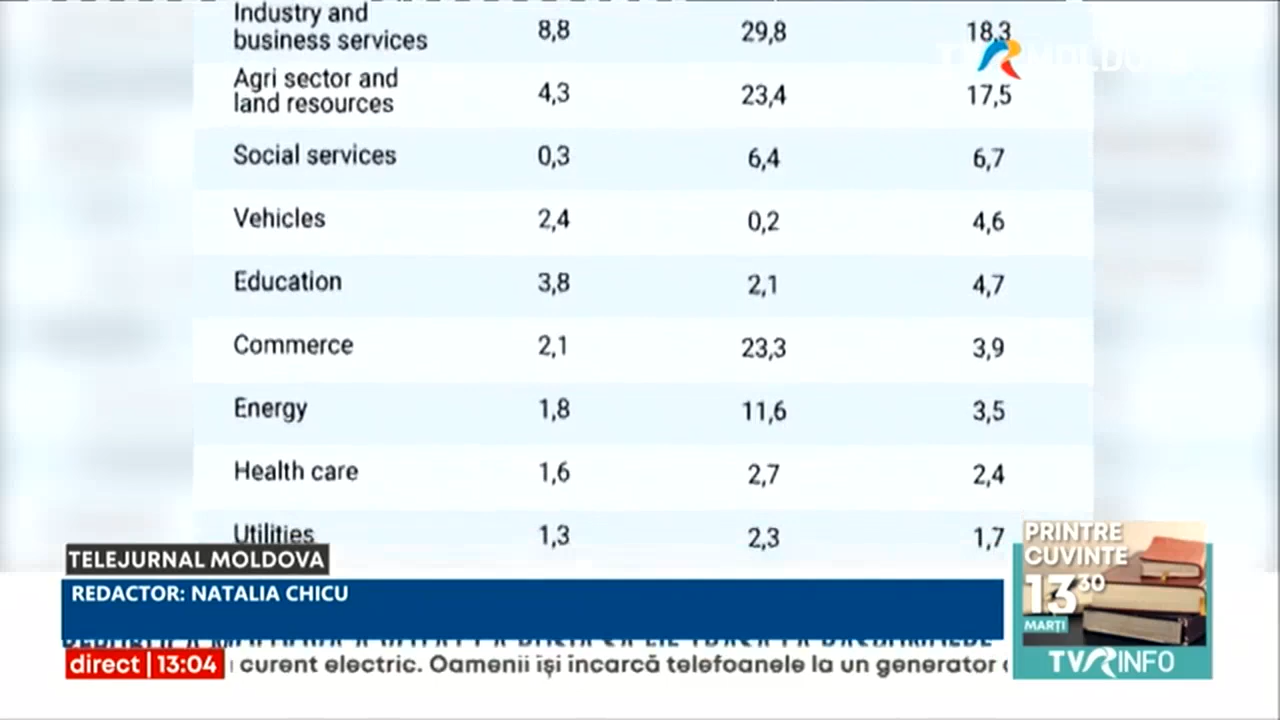 Industry and
business services 8,8 29,8 18,3
TVR MOLDOVA
Agri sector and
land resources 4,3 23,4 17,5
Social services 0,3 6,4 6,7
Vehicles 2,4 0,2 4,6
Education 3,8 2,1 4,7
Commerce 2,1 23,3 3,9
Energy 1,8 11,6 3,5
Health care 1,6 2,7 2,4
Utilities 1,3 2,3 1,7
PRINTRE
CUVINTE
13³⁰
MARȚI
TVR INFO
TELEJURNAL MOLDOVA
REDACTOR: NATALIA CHICU
direct | 13:04 curent electric. Oamenii își încarcă telefoanele la un generator